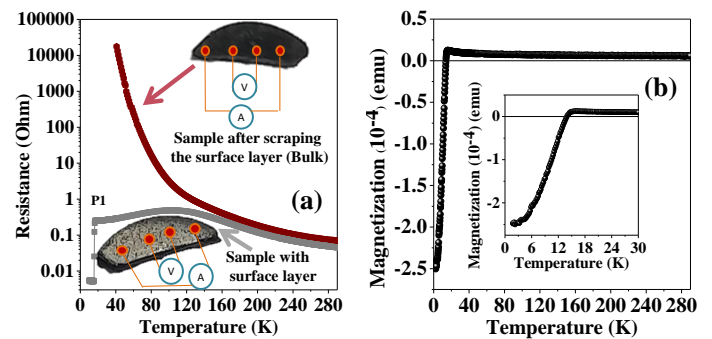 100000
10000
1000
100
10
1
0.1
0.01
Resistance (Ohm)
0 40 80 120 160 200 240 280
Temperature (K)
V
A
Sample after scraping
the surface layer (Bulk)
(a)
P1
V
A
Sample with
surface layer
0.5
0.0
-0.5
-1.0
-1.5
-2.0
-2.5
Magnetization (10-4) (emu)
0 40 80 120 160 200 240 280
Temperature (K)
(b)
0
-1
-2
Magnetization (10-4) (emu)
0 6 12 18 24 30
Temperature (K)